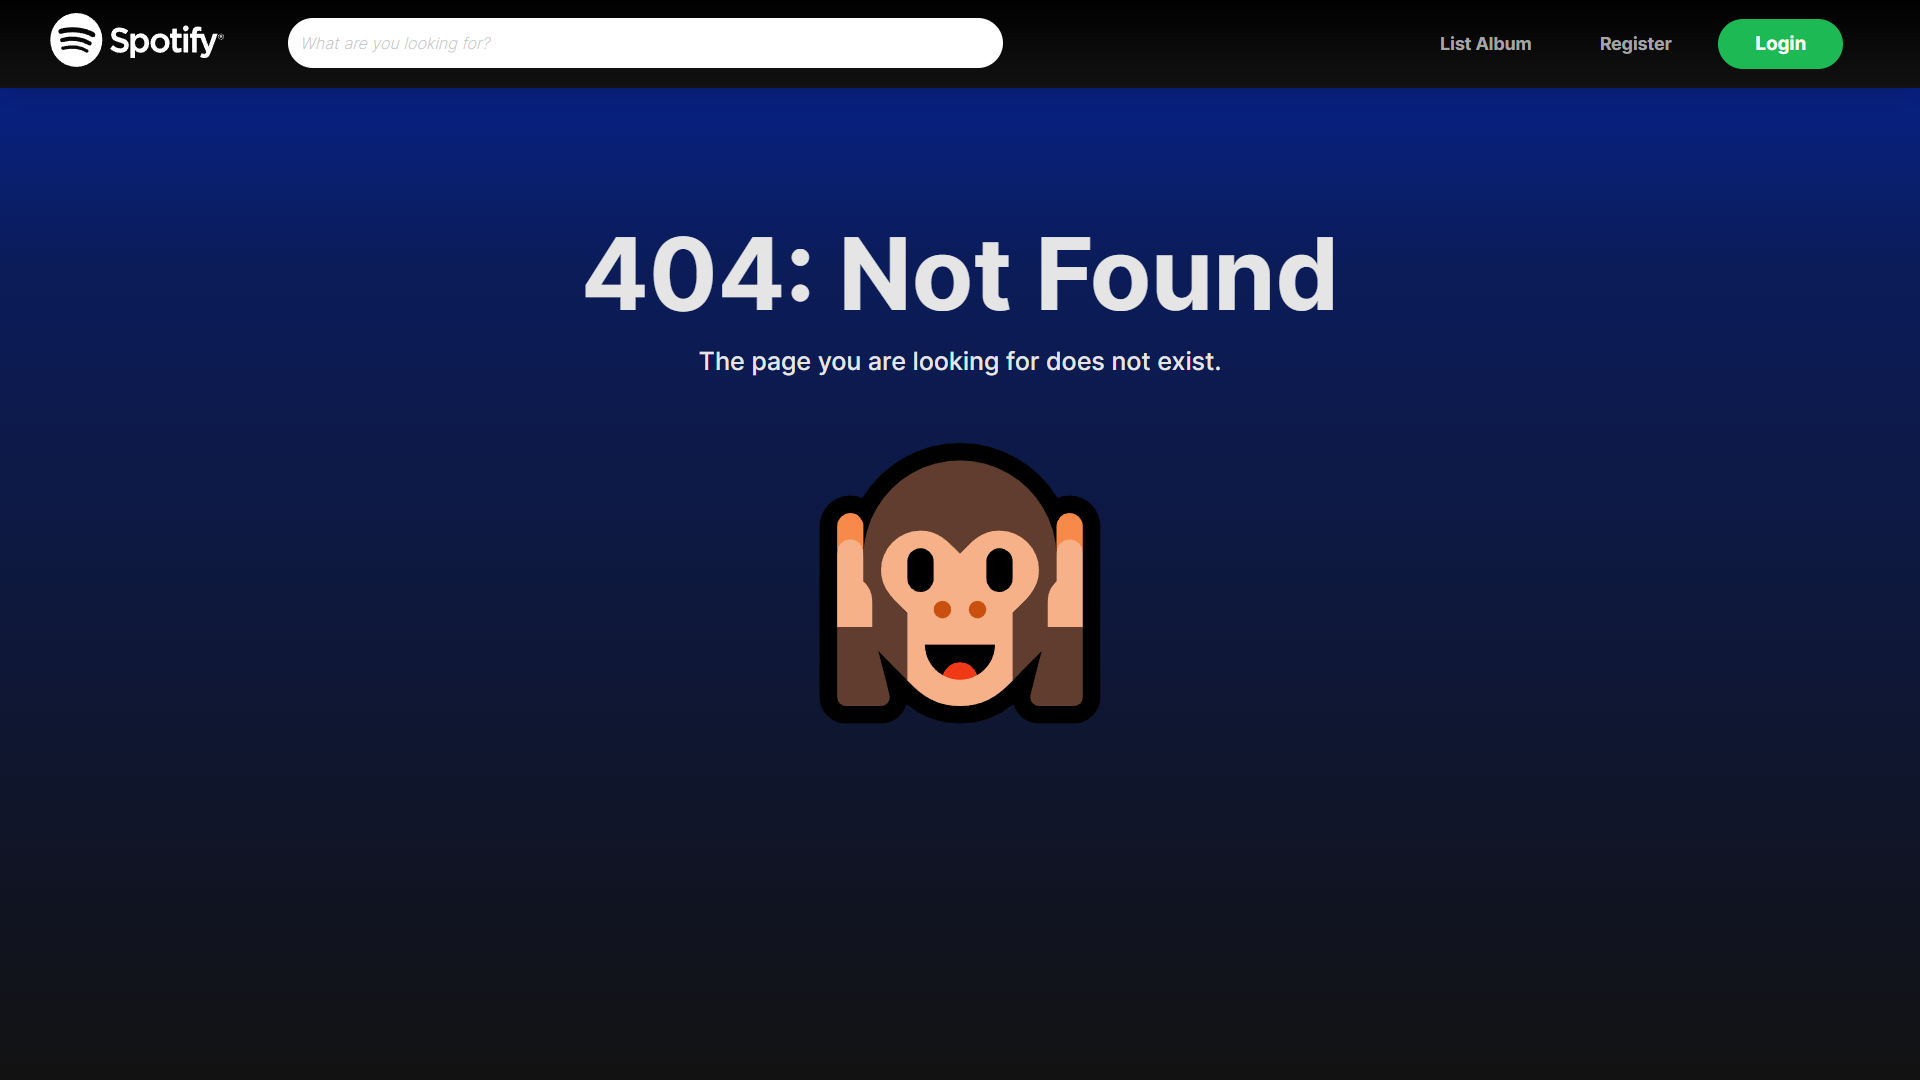 Spotify®
What are you looking for?
List Album
Register
Login
404: Not Found
The page you are looking for does not exist.